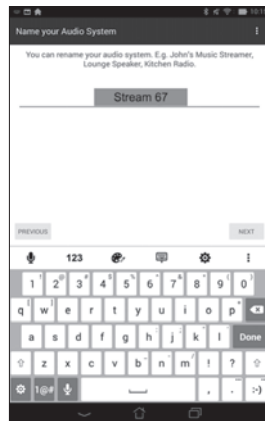 Name your Audio System
You can rename your audio system. E.g. John's Music Streamer,
Lounge Speaker, Kitchen Radio.
Stream 67
PREVIOUS
NEXT
123
1 2 3 4 5 6 7 8 9 0
q w e r t y u i o p
a s d f g h j k l Done
z x c v b n m ! ?
1@# , . :-)